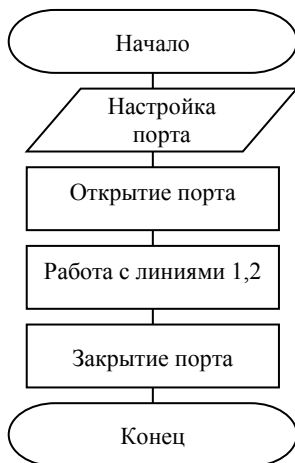 Начало
Настройка
порта
Открытие порта
Работа с линиями 1,2
Закрытие порта
Конец